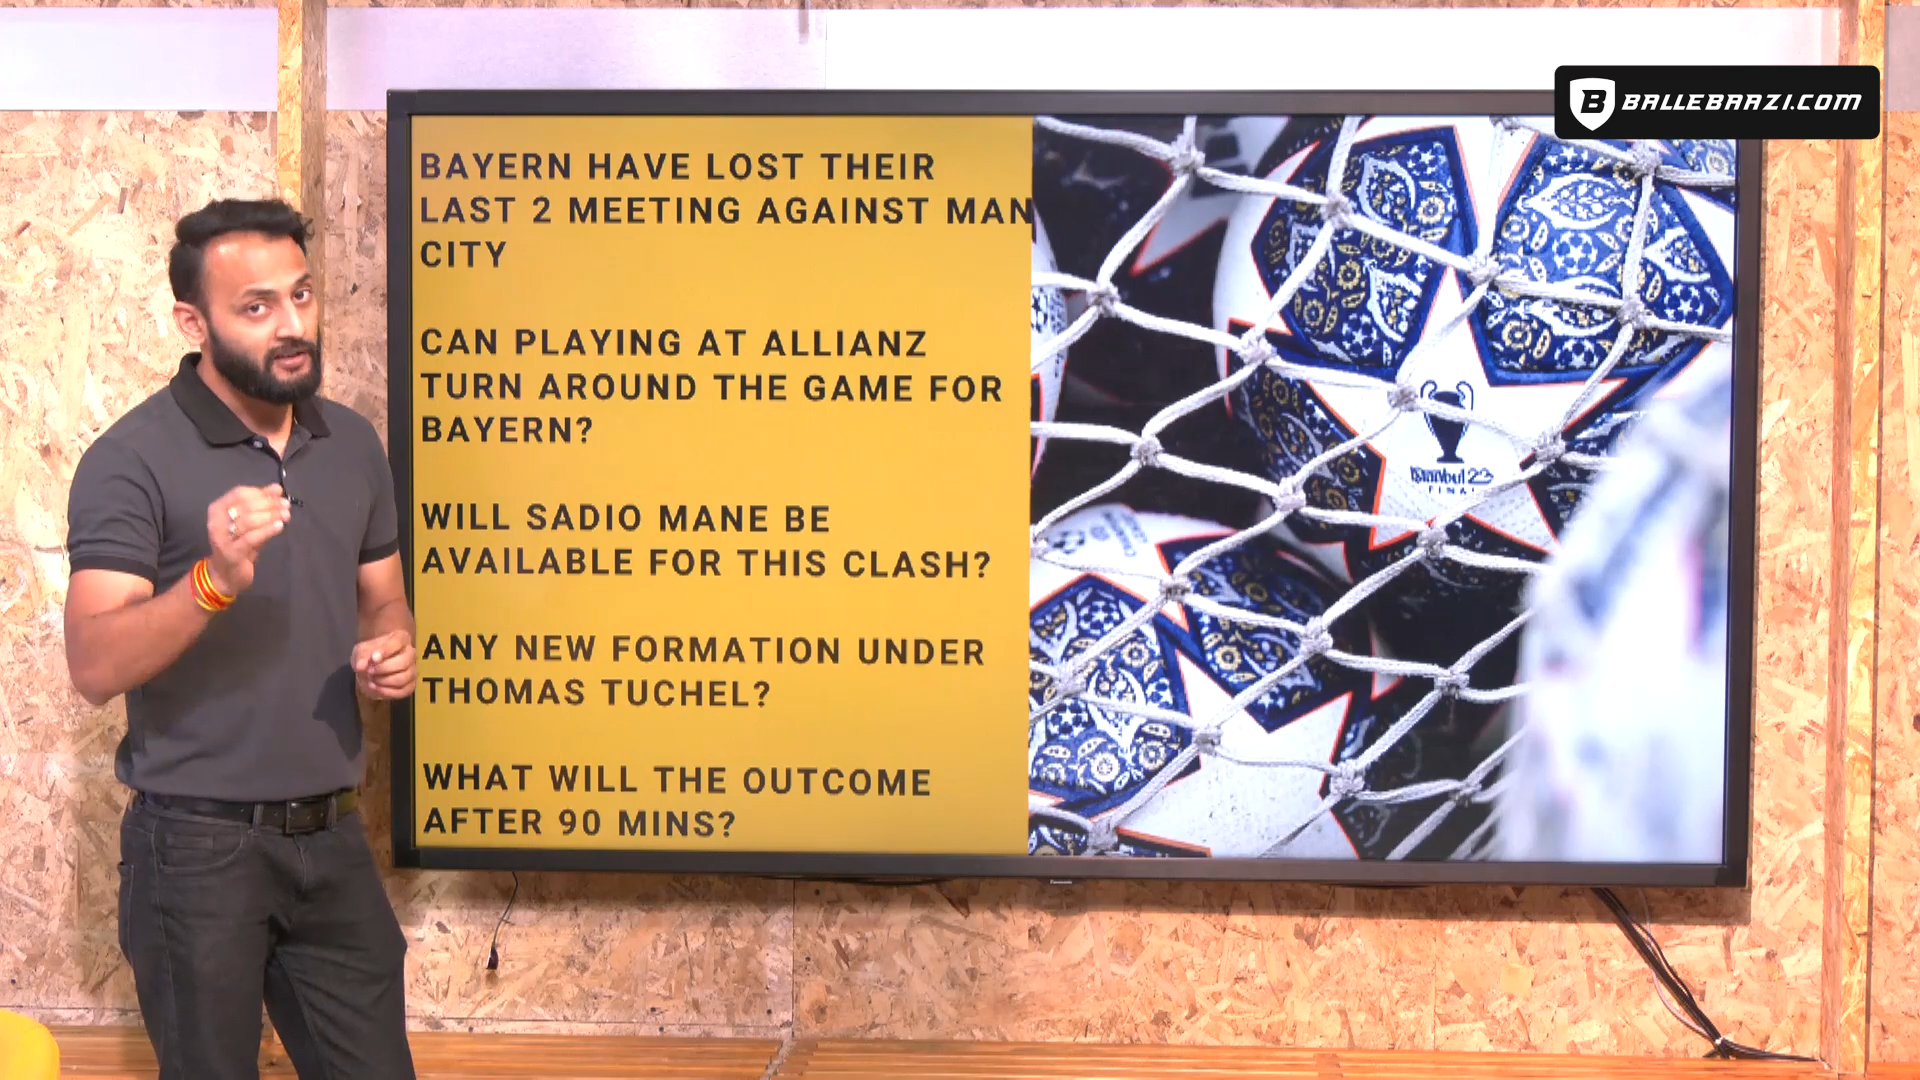 BALLEBAAZI.COM
BAYERN HAVE LOST THEIR
LAST 2 MEETING AGAINST MAN
CITY
CAN PLAYING AT ALLIANZ
TURN AROUND THE GAME FOR
BAYERN?
WILL SADIO MANE BE
AVAILABLE FOR THIS CLASH?
ANY NEW FORMATION UNDER
THOMAS TUCHEL?
WHAT WILL THE OUTCOME
AFTER 90 MINS?
istanbul 23
FINAL
Panasonic